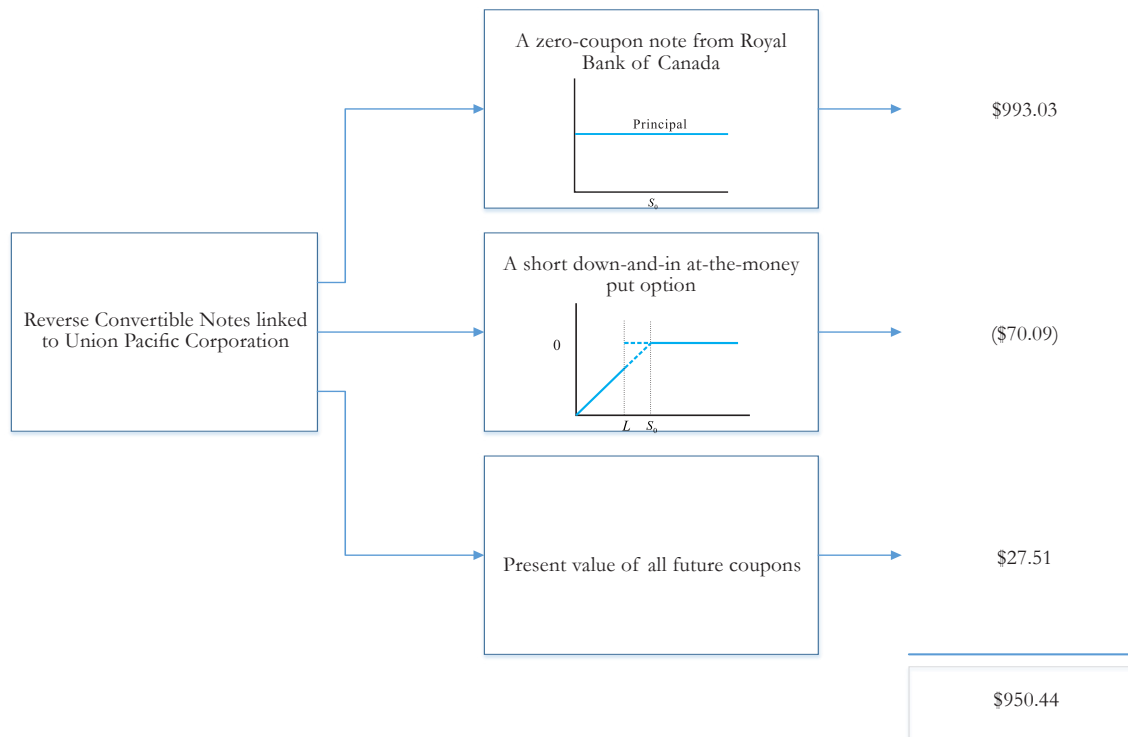 A zero-coupon note from Royal
Bank of Canada
Principal
S₀
$993.03
Reverse Convertible Notes linked
to Union Pacific Corporation
A short down-and-in at-the-money
put option
0
L S₀
($70.09)
Present value of all future coupons
$27.51
$950.44